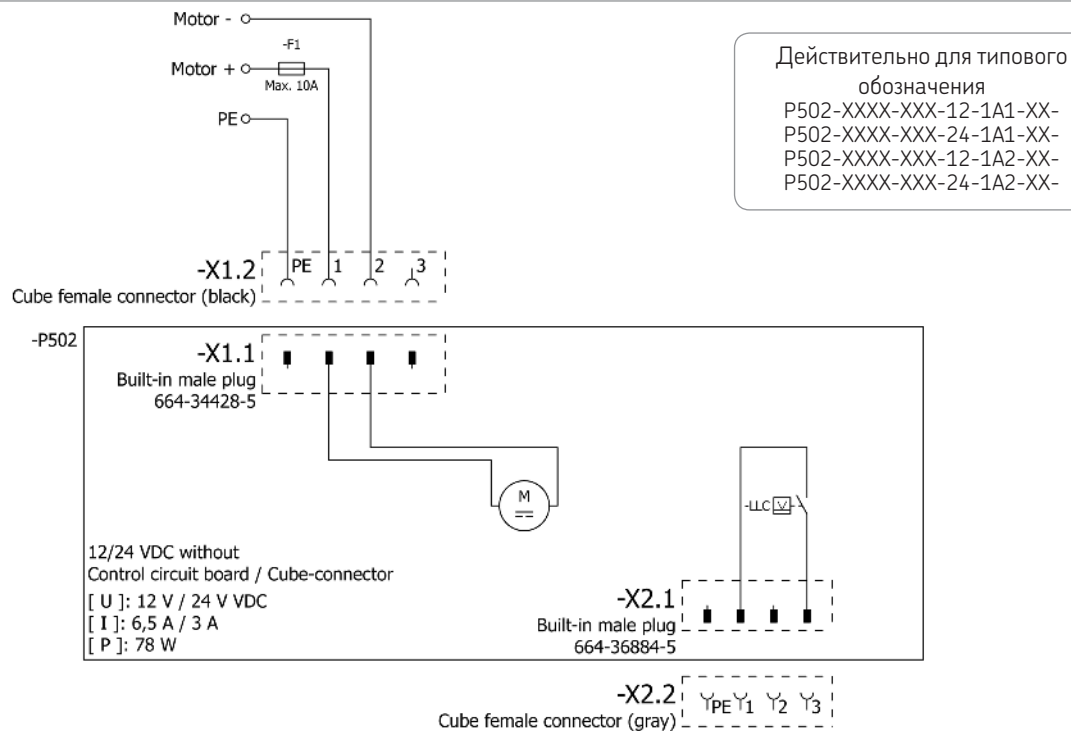 Motor -
-F1
Motor +
Max. 10A
PE
Действительно для типового
обозначения
P502-XXXX-XXX-12-1A1-XX-
P502-XXXX-XXX-24-1A1-XX-
P502-XXXX-XXX-12-1A2-XX-
P502-XXXX-XXX-24-1A2-XX-
-X1.2 PE 1 2 3
Cube female connector (black)
-P502
-X1.1
Built-in male plug
664-34428-5
M
-LLC
12/24 VDC without
Control circuit board / Cube-connector
[ U ]: 12 V / 24 V VDC
[ I ]: 6,5 A / 3 A
[ P ]: 78 W
-X2.1
Built-in male plug
664-36884-5
-X2.2 PE 1 2 3
Cube female connector (gray)